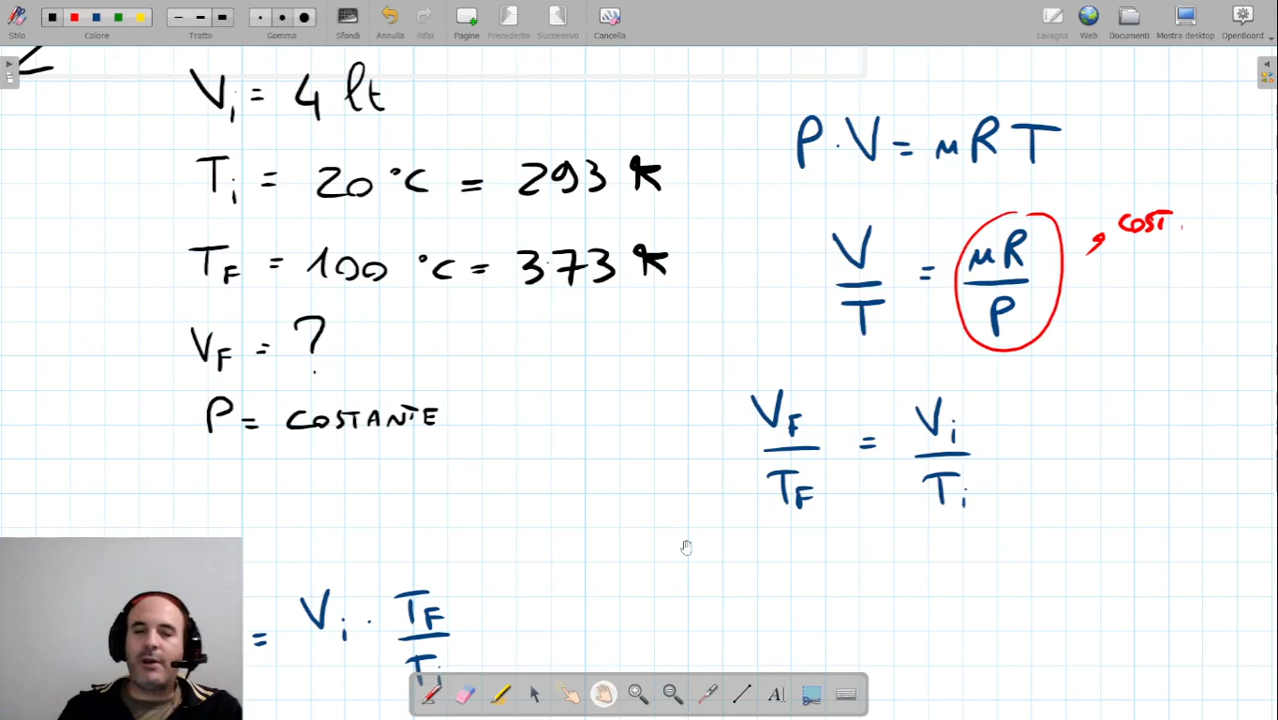 Stile
Colore
Tratto
Gomma
Sfondi
Annulla
Rifai
Pagine
Precedente
Successivo
Cancella
Lavagna
Web
Documenti
Mostra desktop
OpenBoard
Vi = 4 lt
Ti = 20 °C = 293 K
TF = 100 °C = 373 K
VF = ?
P = COSTANTE
P · V = nRT
V/T = nR/P
COST.
VF/TF = Vi/Ti
= Vi · TF/Ti